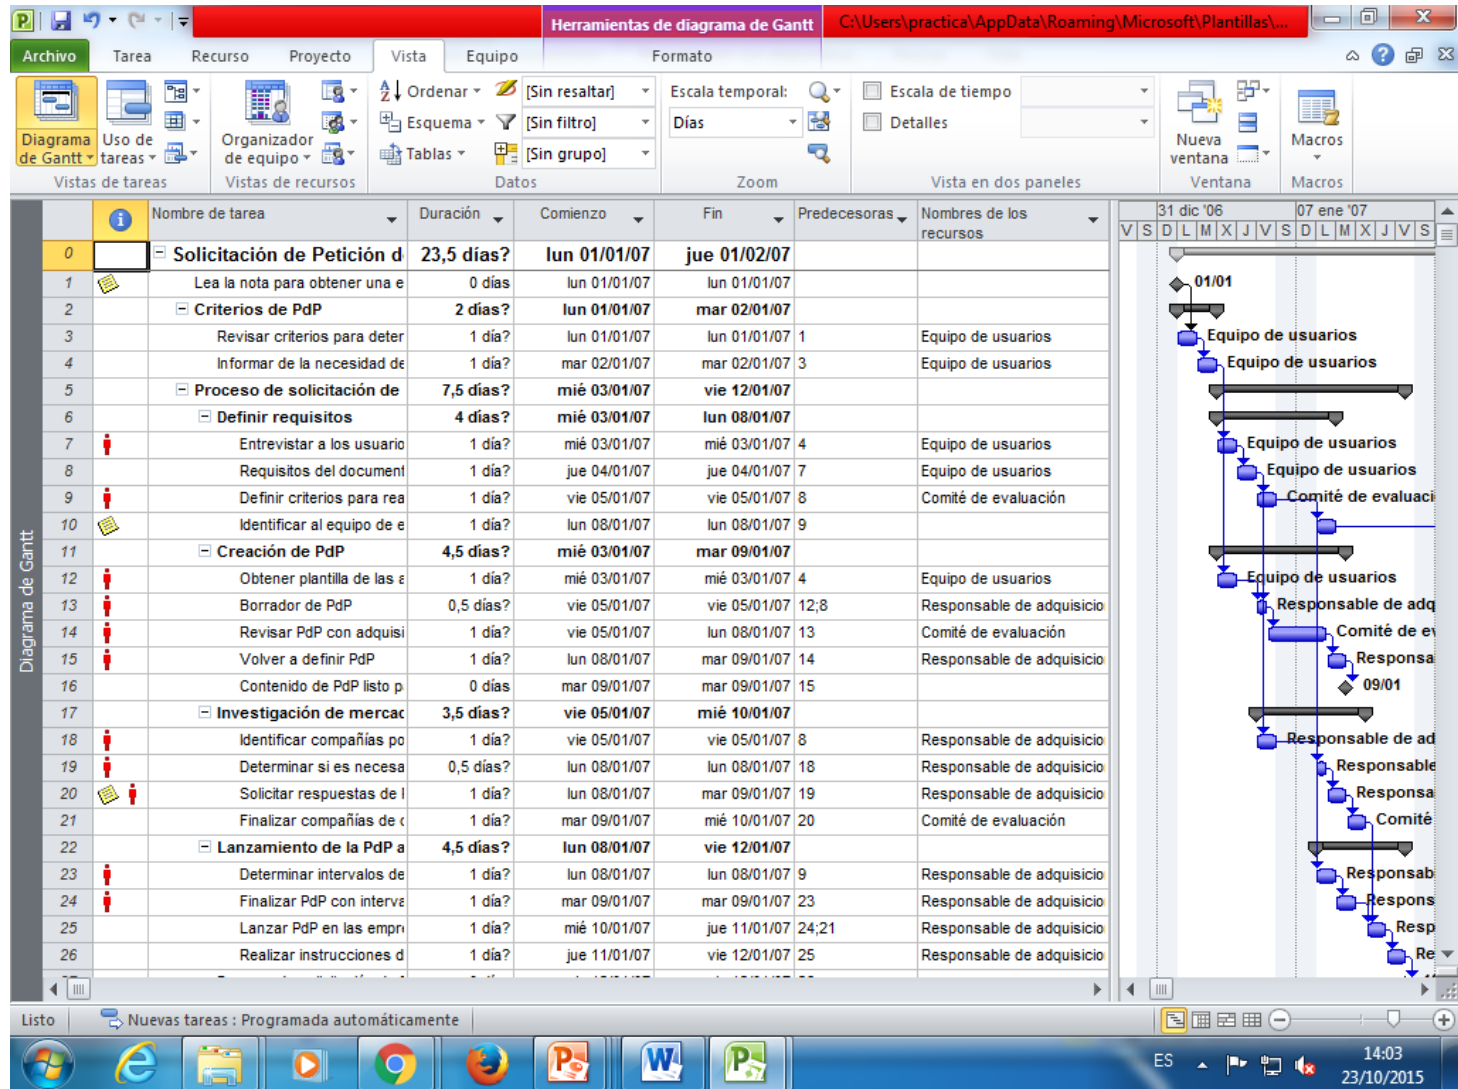 Herramientas de diagrama de Gantt C:\Users\practica\AppData\Roaming\Microsoft\Plantillas\...
Archivo Tarea Recurso Proyecto Vista Equipo Formato
Diagrama de Gantt Uso de tareas Organizador de equipo
Ordenar [Sin resaltar] Escala temporal: Escala de tiempo
Esquema [Sin filtro] Días Detalles
Tablas [Sin grupo]
Nueva ventana Macros
Vistas de tareas Vistas de recursos Datos Zoom Vista en dos paneles Ventana Macros
Nombre de tarea Duración Comienzo Fin Predecesoras Nombres de los recursos 31 dic '06 07 ene '07
V S D L M X J V S D L M X J V S
0 Solicitación de Petición d 23,5 días? lun 01/01/07 jue 01/02/07
1 Lea la nota para obtener una e 0 días lun 01/01/07 lun 01/01/07 01/01
2 Criterios de PdP 2 días? lun 01/01/07 mar 02/01/07
3 Revisar criterios para deter 1 día? lun 01/01/07 lun 01/01/07 1 Equipo de usuarios Equipo de usuarios
4 Informar de la necesidad de 1 día? mar 02/01/07 mar 02/01/07 3 Equipo de usuarios Equipo de usuarios
5 Proceso de solicitación de 7,5 días? mié 03/01/07 vie 12/01/07
6 Definir requisitos 4 días? mié 03/01/07 lun 08/01/07
7 Entrevistar a los usuario 1 día? mié 03/01/07 mié 03/01/07 4 Equipo de usuarios Equipo de usuarios
8 Requisitos del document 1 día? jue 04/01/07 jue 04/01/07 7 Equipo de usuarios Equipo de usuarios
9 Definir criterios para rea 1 día? vie 05/01/07 vie 05/01/07 8 Comité de evaluación Comité de evaluaci
10 Identificar al equipo de e 1 día? lun 08/01/07 lun 08/01/07 9
11 Creación de PdP 4,5 días? mié 03/01/07 mar 09/01/07
12 Obtener plantilla de las a 1 día? mié 03/01/07 mié 03/01/07 4 Equipo de usuarios Equipo de usuarios
13 Borrador de PdP 0,5 días? vie 05/01/07 vie 05/01/07 12;8 Responsable de adquisicio Responsable de adq
14 Revisar PdP con adquisi 1 día? vie 05/01/07 lun 08/01/07 13 Comité de evaluación Comité de ev
15 Volver a definir PdP 1 día? lun 08/01/07 mar 09/01/07 14 Responsable de adquisicio Responsa
16 Contenido de PdP listo p 0 días mar 09/01/07 mar 09/01/07 15 09/01
17 Investigación de mercac 3,5 días? vie 05/01/07 mié 10/01/07
18 Identificar compañías po 1 día? vie 05/01/07 vie 05/01/07 8 Responsable de adquisicio Responsable de ad
19 Determinar si es necesa 0,5 días? lun 08/01/07 lun 08/01/07 18 Responsable de adquisicio Responsable
20 Solicitar respuestas de l 1 día? lun 08/01/07 mar 09/01/07 19 Responsable de adquisicio Responsa
21 Finalizar compañías de c 1 día? mar 09/01/07 mié 10/01/07 20 Comité de evaluación Comité
22 Lanzamiento de la PdP a 4,5 días? lun 08/01/07 vie 12/01/07
23 Determinar intervalos de 1 día? lun 08/01/07 lun 08/01/07 9 Responsable de adquisicio Responsab
24 Finalizar PdP con interva 1 día? mar 09/01/07 mar 09/01/07 23 Responsable de adquisicio Respons
25 Lanzar PdP en las empre 1 día? mié 10/01/07 jue 11/01/07 24;21 Responsable de adquisicio Resp
26 Realizar instrucciones d 1 día? jue 11/01/07 vie 12/01/07 25 Responsable de adquisicio Re
Diagrama de Gantt
Listo Nuevas tareas : Programada automáticamente
ES 14:03
23/10/2015